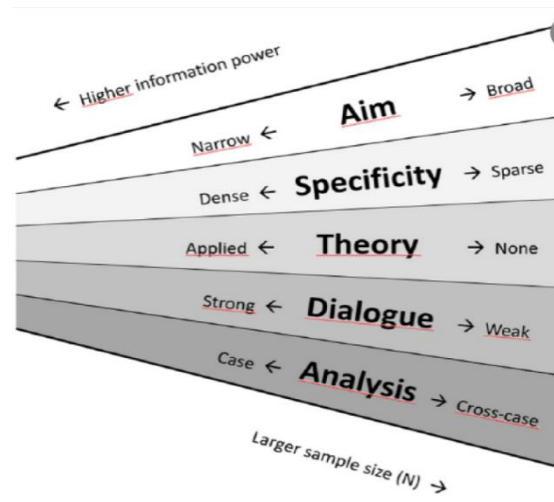 ← Higher information power
Narrow ← Aim → Broad
Dense ← Specificity → Sparse
Applied ← Theory → None
Strong ← Dialogue → Weak
Case ← Analysis → Cross-case
Larger sample size (N) →